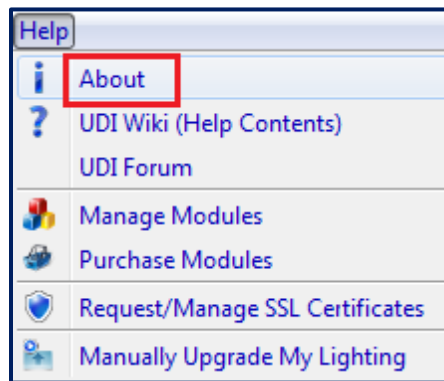 Help
About
UDI Wiki (Help Contents)
UDI Forum
Manage Modules
Purchase Modules
Request/Manage SSL Certificates
Manually Upgrade My Lighting